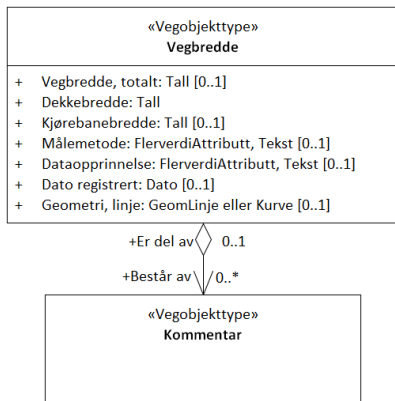 «Vegobjekttype»
Vegbredde
+ Vegbredde, totalt: Tall [0..1]
+ Dekkebredde: Tall
+ Kjørebanebredde: Tall [0..1]
+ Målemetode: FlerverdiAttributt, Tekst [0..1]
+ Dataopprinnelse: FlerverdiAttributt, Tekst [0..1]
+ Dato registrert: Dato [0..1]
+ Geometri, linje: GeomLinje eller Kurve [0..1]
+Er del av 0..1
+Består av 0..*
«Vegobjekttype»
Kommentar